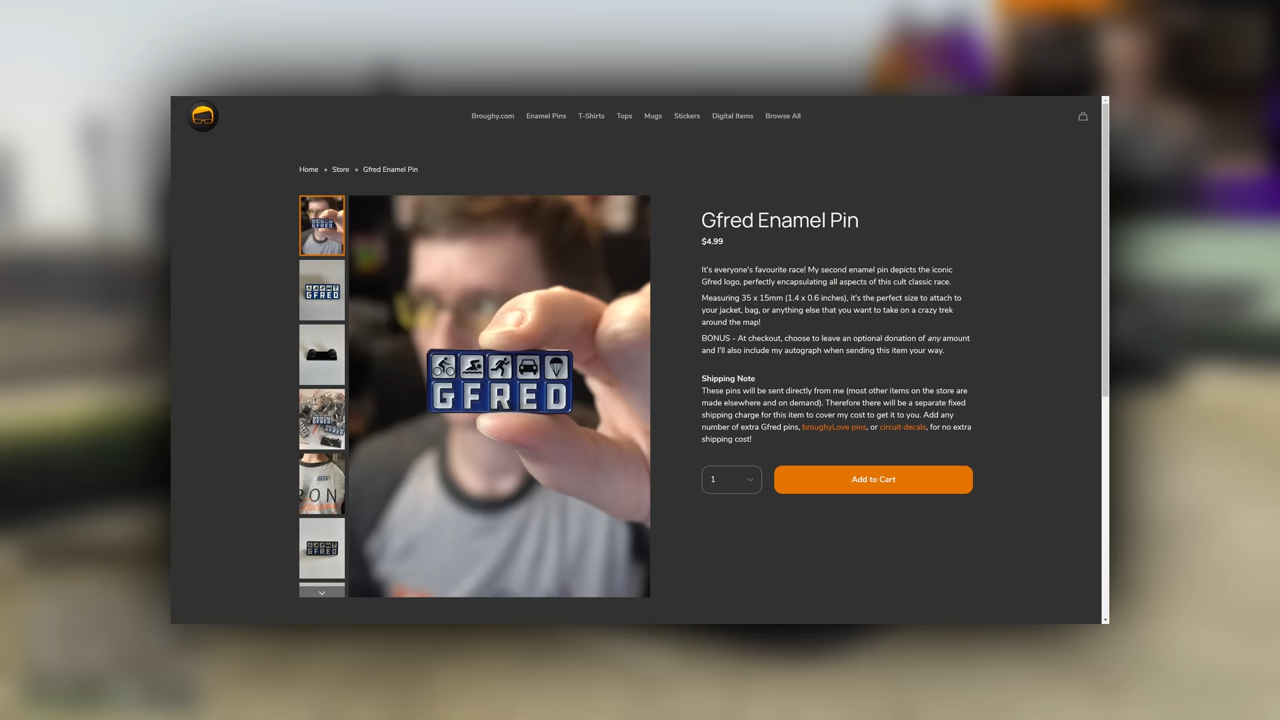 Broughy.com Enamel Pins T-Shirts Tops Mugs Stickers Digital Items Browse All
Home » Store » Gfred Enamel Pin
GFRED
Gfred Enamel Pin
$4.99
It's everyone's favourite race! My second enamel pin depicts the iconic
Gfred logo, perfectly encapsulating all aspects of this cult classic race.
Measuring 35 x 15mm (1.4 x 0.6 inches), it's the perfect size to attach to
your jacket, bag, or anything else that you want to take on a crazy trek
around the map!
BONUS - At checkout, choose to leave an optional donation of any amount
and I'll also include my autograph when sending this item your way.
Shipping Note
These pins will be sent directly from me (most other items on the store are
made elsewhere and on demand). Therefore there will be a separate fixed
shipping charge for this item to cover my cost to get it to you. Add any
number of extra Gfred pins, broughyLove pins, or circuit decals, for no extra
shipping cost!
1
Add to Cart
GFRED
GFRED
GFRED
RON
GFRED